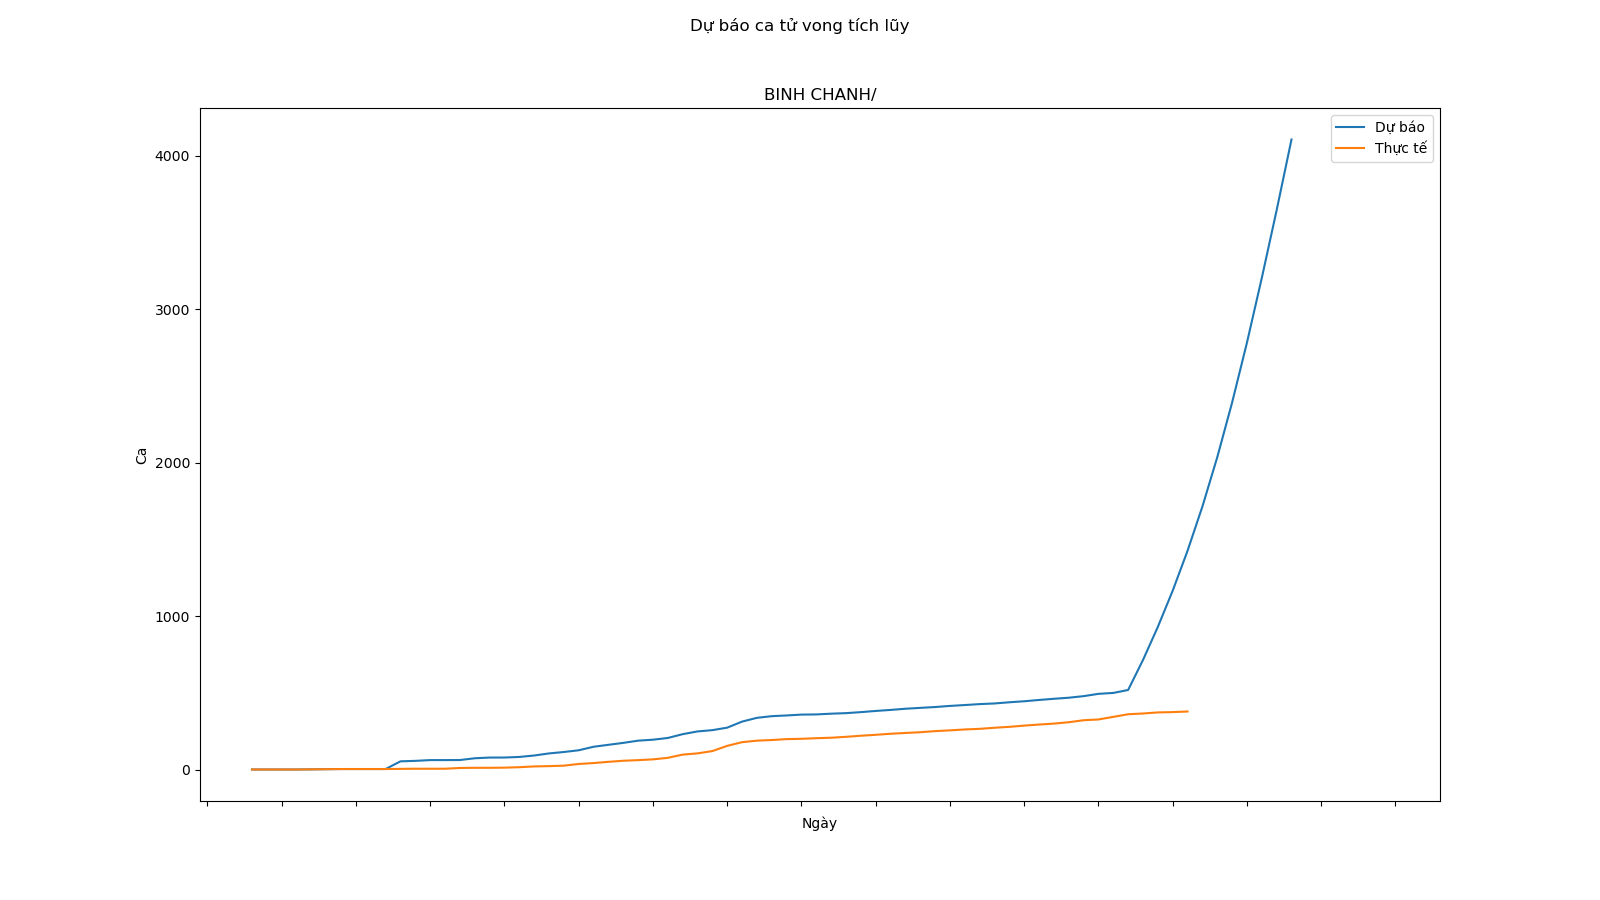 Dự báo ca tử vong tích lũy
BINH CHANH/
Dự báo
Thực tế
4000
3000
2000
1000
0
Ca
Ngày